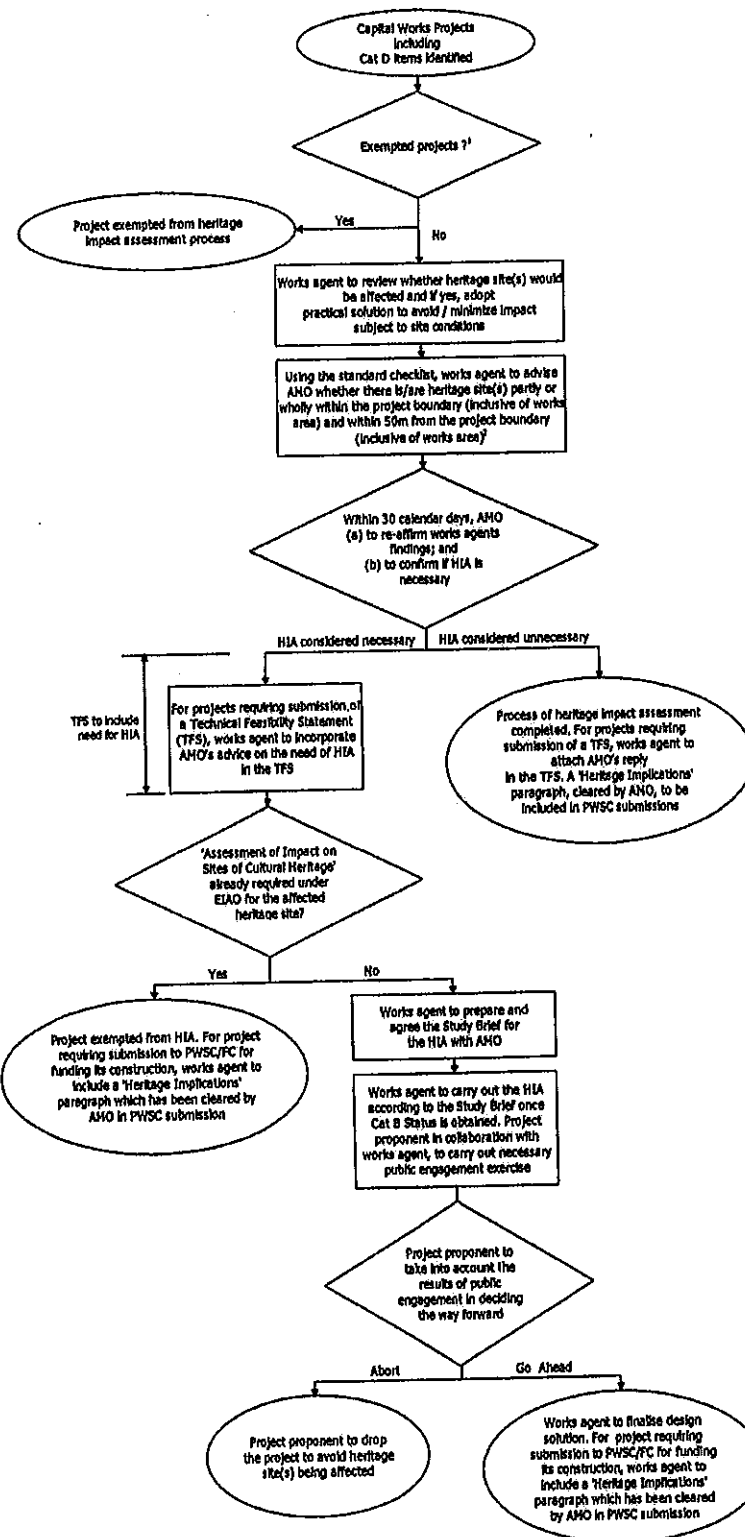 Capital Works Projects
Including
Cat D items identified
Exempted projects ?¹
Yes
No
Project exempted from heritage
impact assessment process
Works agent to review whether heritage site(s) would
be affected and if yes, adopt
practical solution to avoid / minimize impact
subject to site conditions
Using the standard checklist, works agent to advise
AMO whether there is/are heritage site(s) partly or
wholly within the project boundary (inclusive of works
area) and within 50m from the project boundary
(inclusive of works area)²
Within 30 calendar days, AMO
(a) to re-affirm works agents
findings; and
(b) to confirm if HIA is
necessary
HIA considered necessary
HIA considered unnecessary
TFS to include
need for HIA
For projects requiring submission of
a Technical Feasibility Statement
(TFS), works agent to incorporate
AMO's advice on the need of HIA
in the TFS
Process of heritage impact assessment
completed. For projects requiring
submission of a TFS, works agent to
attach AMO's reply
in the TFS. A 'Heritage Implications'
paragraph, cleared by AMO, to be
included in PWSC submissions
'Assessment of Impact on
Sites of Cultural Heritage'
already required under
EIAO for the affected
heritage site?
Yes
No
Project exempted from HIA. For project
requiring submission to PWSC/FC for
funding its construction, works agent to
include a 'Heritage Implications'
paragraph which has been cleared by
AMO in PWSC submission
Works agent to prepare and
agree the Study Brief for
the HIA with AMO
Works agent to carry out the HIA
according to the Study Brief once
Cat B Status is obtained. Project
proponent in collaboration with
works agent, to carry out necessary
public engagement exercise
Project proponent to
take into account the
results of public
engagement in deciding
the way forward
Abort
Go Ahead
Project proponent to drop
the project to avoid heritage
site(s) being affected
Works agent to finalise design
solution. For project requiring
submission to PWSC/FC for funding
its construction, works agent to
include a 'Heritage Implications'
paragraph which has been cleared
by AMO in PWSC submission